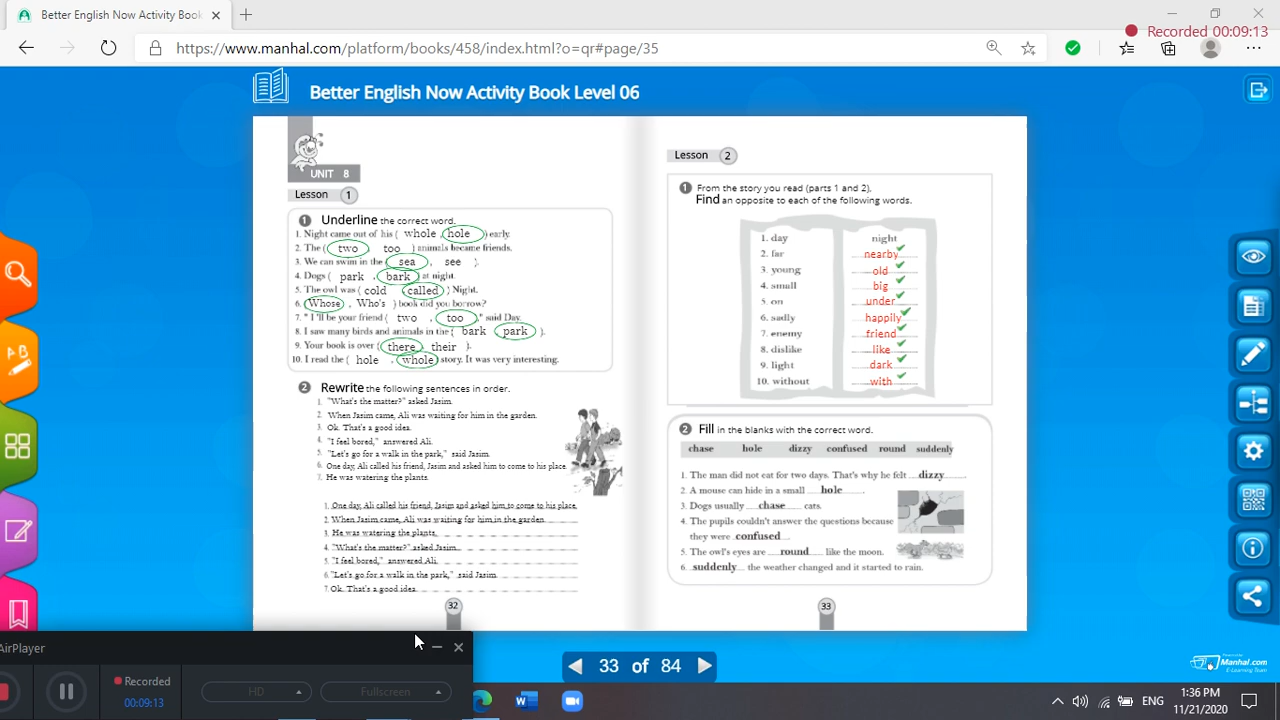 Better English Now Activity Book
Recorded 00:09:13
https://www.manhal.com/platform/books/458/index.html?o=qr#page/35
Better English Now Activity Book Level 06
UNIT 8
Lesson 1
1 Underline the correct word.
1. Night came out of his ( whole , hole ) early.
2. The ( two , too ) animals became friends.
3. We can swim in the ( sea , see ).
4. Dogs ( park , bark ) at night.
5. The owl was ( cold , called ) Night.
6. ( Whose , Who's ) book did you borrow?
7. " I 'll be your friend ( two , too )," said Day.
8. I saw many birds and animals in the ( bark , park ).
9. Your book is over ( there , their ).
10. I read the ( hole , whole ) story. It was very interesting.
2 Rewrite the following sentences in order.
1. "What's the matter?" asked Jasim.
2. When Jasim came, Ali was waiting for him in the garden.
3. Ok. That's a good idea.
4. "I feel bored," answered Ali.
5. "Let's go for a walk in the park," said Jasim.
6. One day, Ali called his friend, Jasim and asked him to come to his place.
7. He was watering the plants.
1. One day, Ali called his friend, Jasim and asked him to come to his place.
2. When Jasim came, Ali was waiting for him in the garden.
3. He was watering the plants.
4. "What's the matter?" asked Jasim.
5. "I feel bored," answered Ali.
6. "Let's go for a walk in the park," said Jasim.
7. Ok. That's a good idea.
32
Lesson 2
1 From the story you read (parts 1 and 2),
Find an opposite to each of the following words.
1. day night
2. far nearby
3. young old
4. small big
5. on under
6. sadly happily
7. enemy friend
8. dislike like
9. light dark
10. without with
2 Fill in the blanks with the correct word.
chase hole dizzy confused round suddenly
1. The man did not eat for two days. That's why he felt dizzy.
2. A mouse can hide in a small hole.
3. Dogs usually chase cats.
4. The pupils couldn't answer the questions because
they were confused.
5. The owl's eyes are round like the moon.
6. suddenly the weather changed and it started to rain.
33
33 of 84
Manhal.com
E-Learning Team
AirPlayer
Recorded
00:09:13
HD
Fullscreen
ENG
1:36 PM
11/21/2020